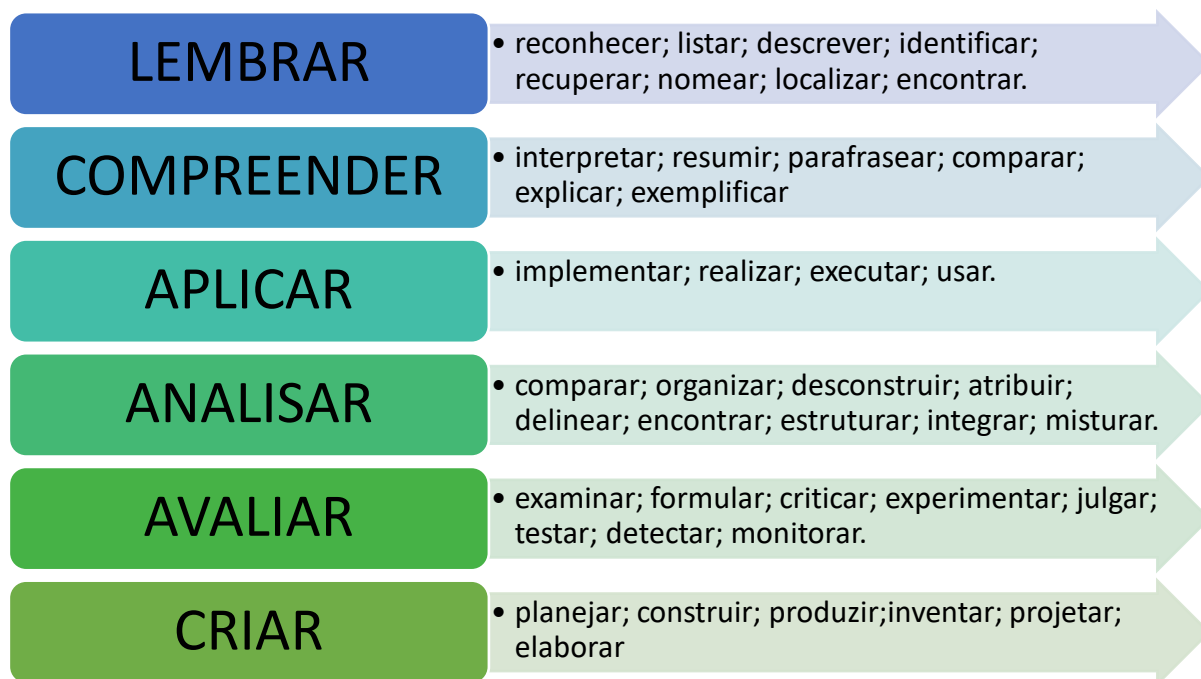 LEMBRAR
• reconhecer; listar; descrever; identificar;
recuperar; nomear; localizar; encontrar.
COMPREENDER
• interpretar; resumir; parafrasear; comparar;
explicar; exemplificar
APLICAR
• implementar; realizar; executar; usar.
ANALISAR
• comparar; organizar; desconstruir; atribuir;
delinear; encontrar; estruturar; integrar; misturar.
AVALIAR
• examinar; formular; criticar; experimentar; julgar;
testar; detectar; monitorar.
CRIAR
• planejar; construir; produzir;inventar; projetar;
elaborar